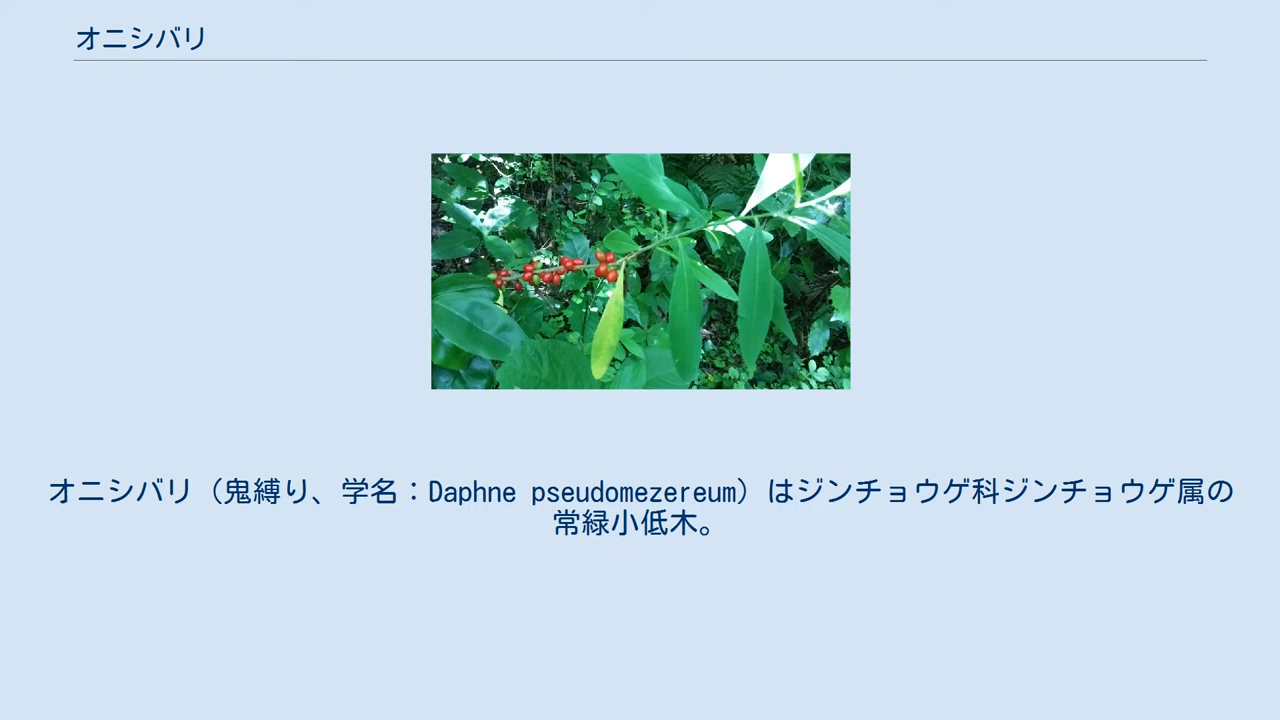 オニシバリ
オニシバリ（鬼縛り、学名：Daphne pseudomezereum）はジンチョウゲ科ジンチョウゲ属の
常緑小低木。